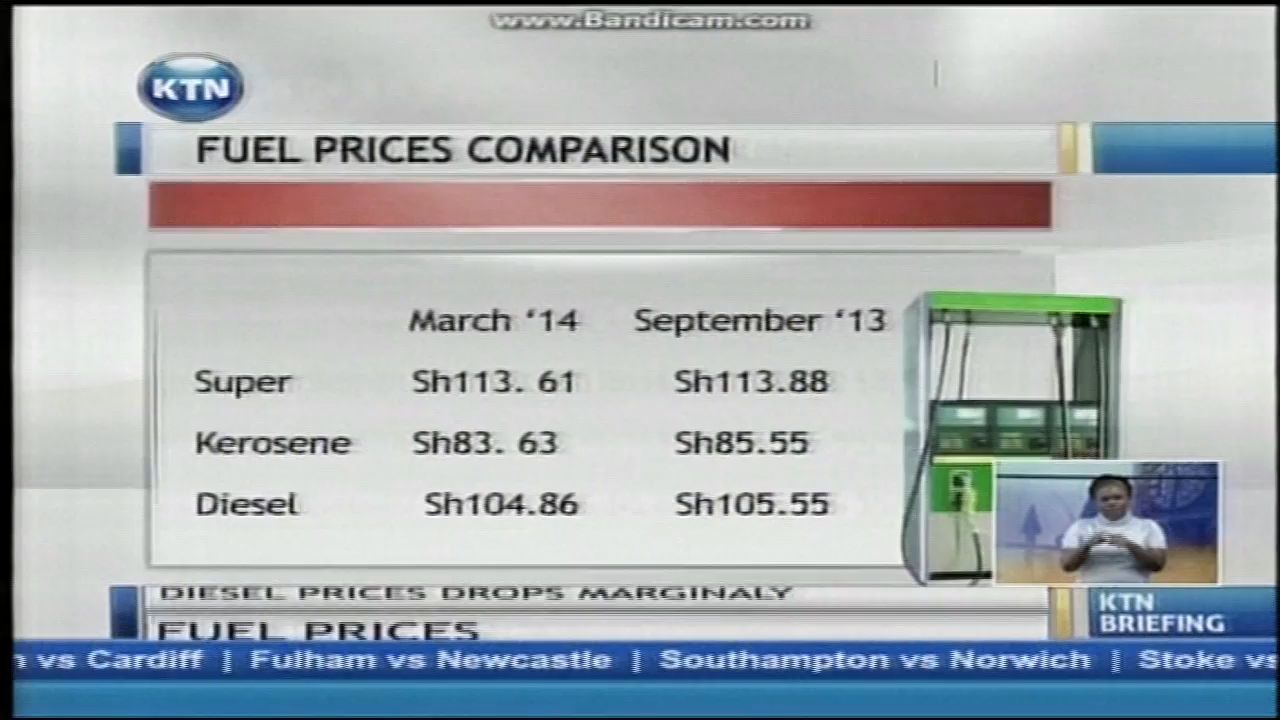 www.Bandicam.com
KTN
FUEL PRICES COMPARISON
March ‘14 September ‘13
Super Sh113. 61 Sh113.88
Kerosene Sh83. 63 Sh85.55
Diesel Sh104.86 Sh105.55
DIESEL PRICES DROPS MARGINALY
FUEL PRICES
KTN
BRIEFING
vs Cardiff | Fulham vs Newcastle | Southampton vs Norwich | Stoke vs